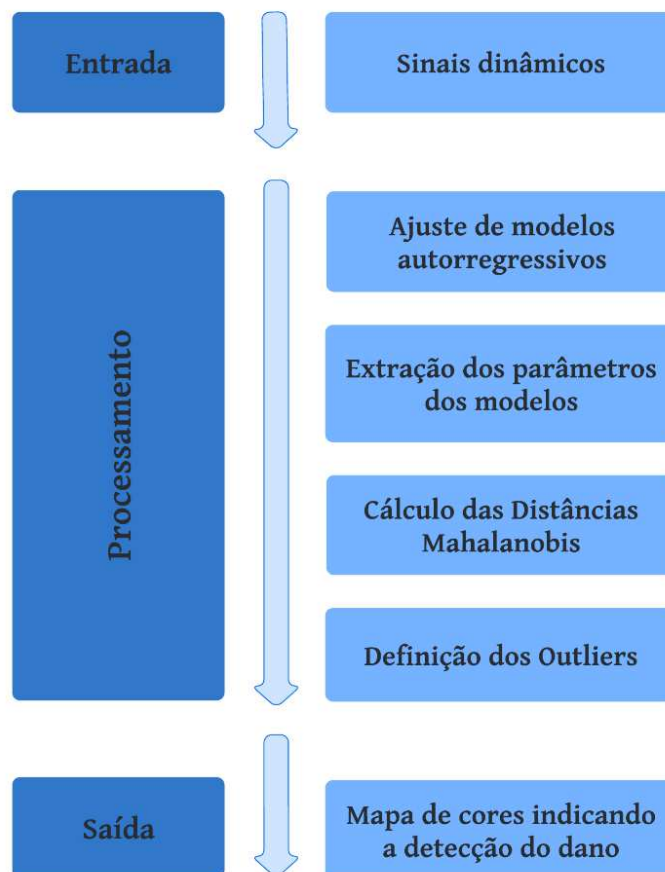 Entrada
Sinais dinâmicos
Processamento
Ajuste de modelos
autorregressivos
Extração dos parâmetros
dos modelos
Cálculo das Distâncias
Mahalanobis
Definição dos Outliers
Saída
Mapa de cores indicando
a detecção do dano